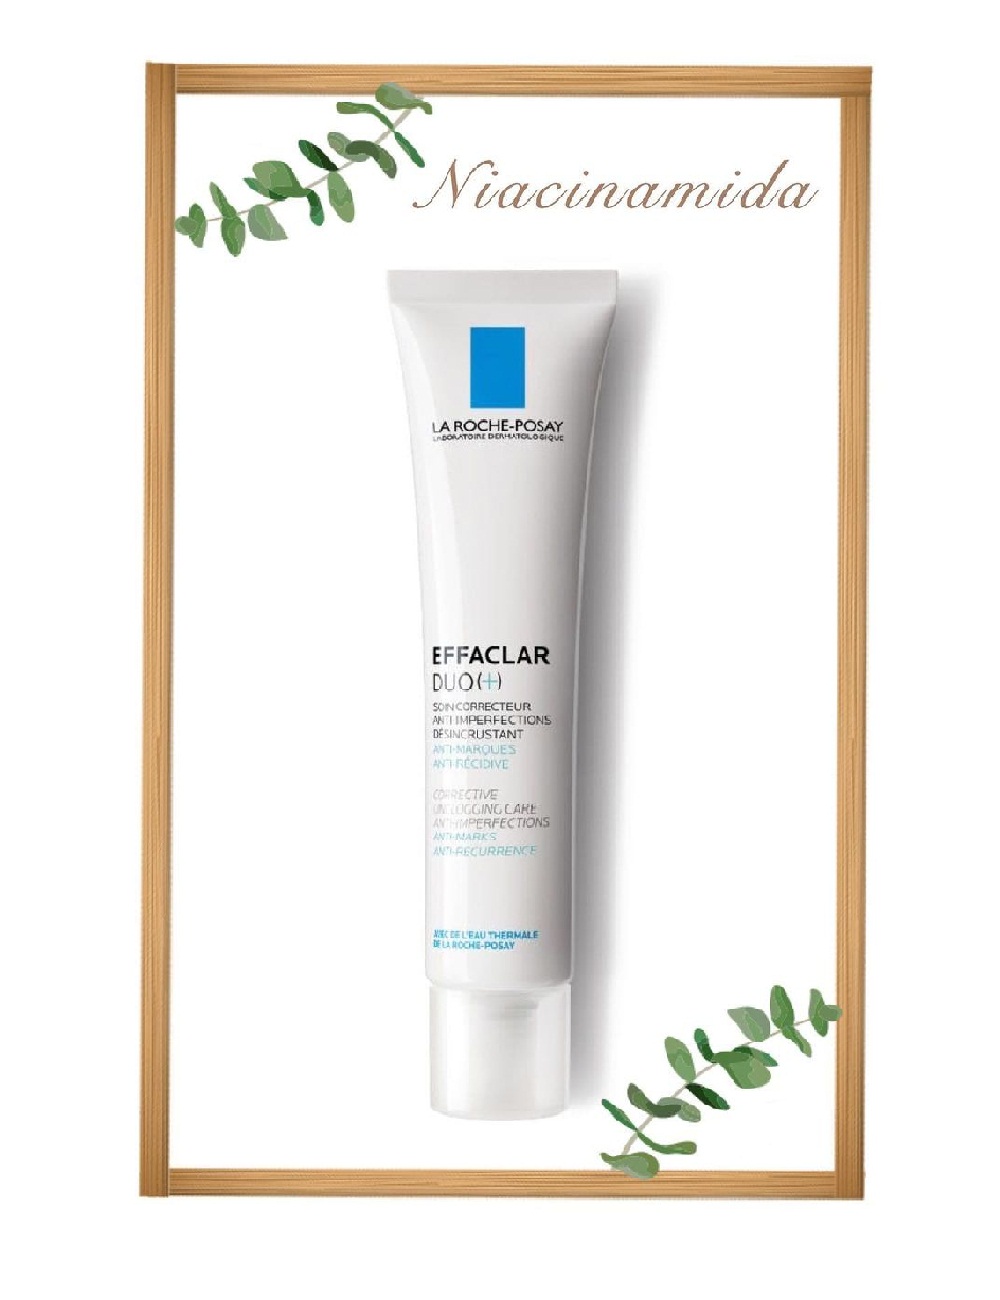 Niacinamida
LA ROCHE-POSAY
LABORATOIRE DERMATOLOGIQUE
EFFACLAR
DUO(+)
SOIN CORRECTEUR
ANTI-IMPERFECTIONS
DÉSINCRUSTANT
ANTI-MARQUES
ANTI-RÉCIDIVE
CORRECTIVE
UNCLOGGING CARE
ANTI-IMPERFECTIONS
ANTI-MARKS
ANTI-RECURRENCE
AVEC DE L'EAU THERMALE
DE LA ROCHE-POSAY